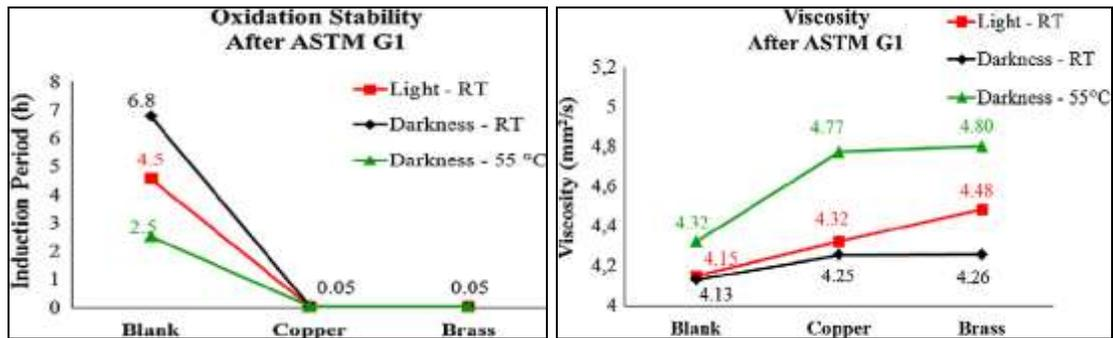 Oxidation Stability
After ASTM G1
Induction Period (h)
8
7
6
5
4
3
2
1
0
6.8
4.5
2.5
0.05
0.05
Light - RT
Darkness - RT
Darkness - 55 °C
Blank
Copper
Brass
Viscosity
After ASTM G1
Viscosity (mm²/s)
5,2
5
4,8
4,6
4,4
4,2
4
Light - RT
Darkness - RT
Darkness - 55°C
4.77
4.80
4.32
4.32
4.48
4.15
4.13
4.25
4.26
Blank
Copper
Brass